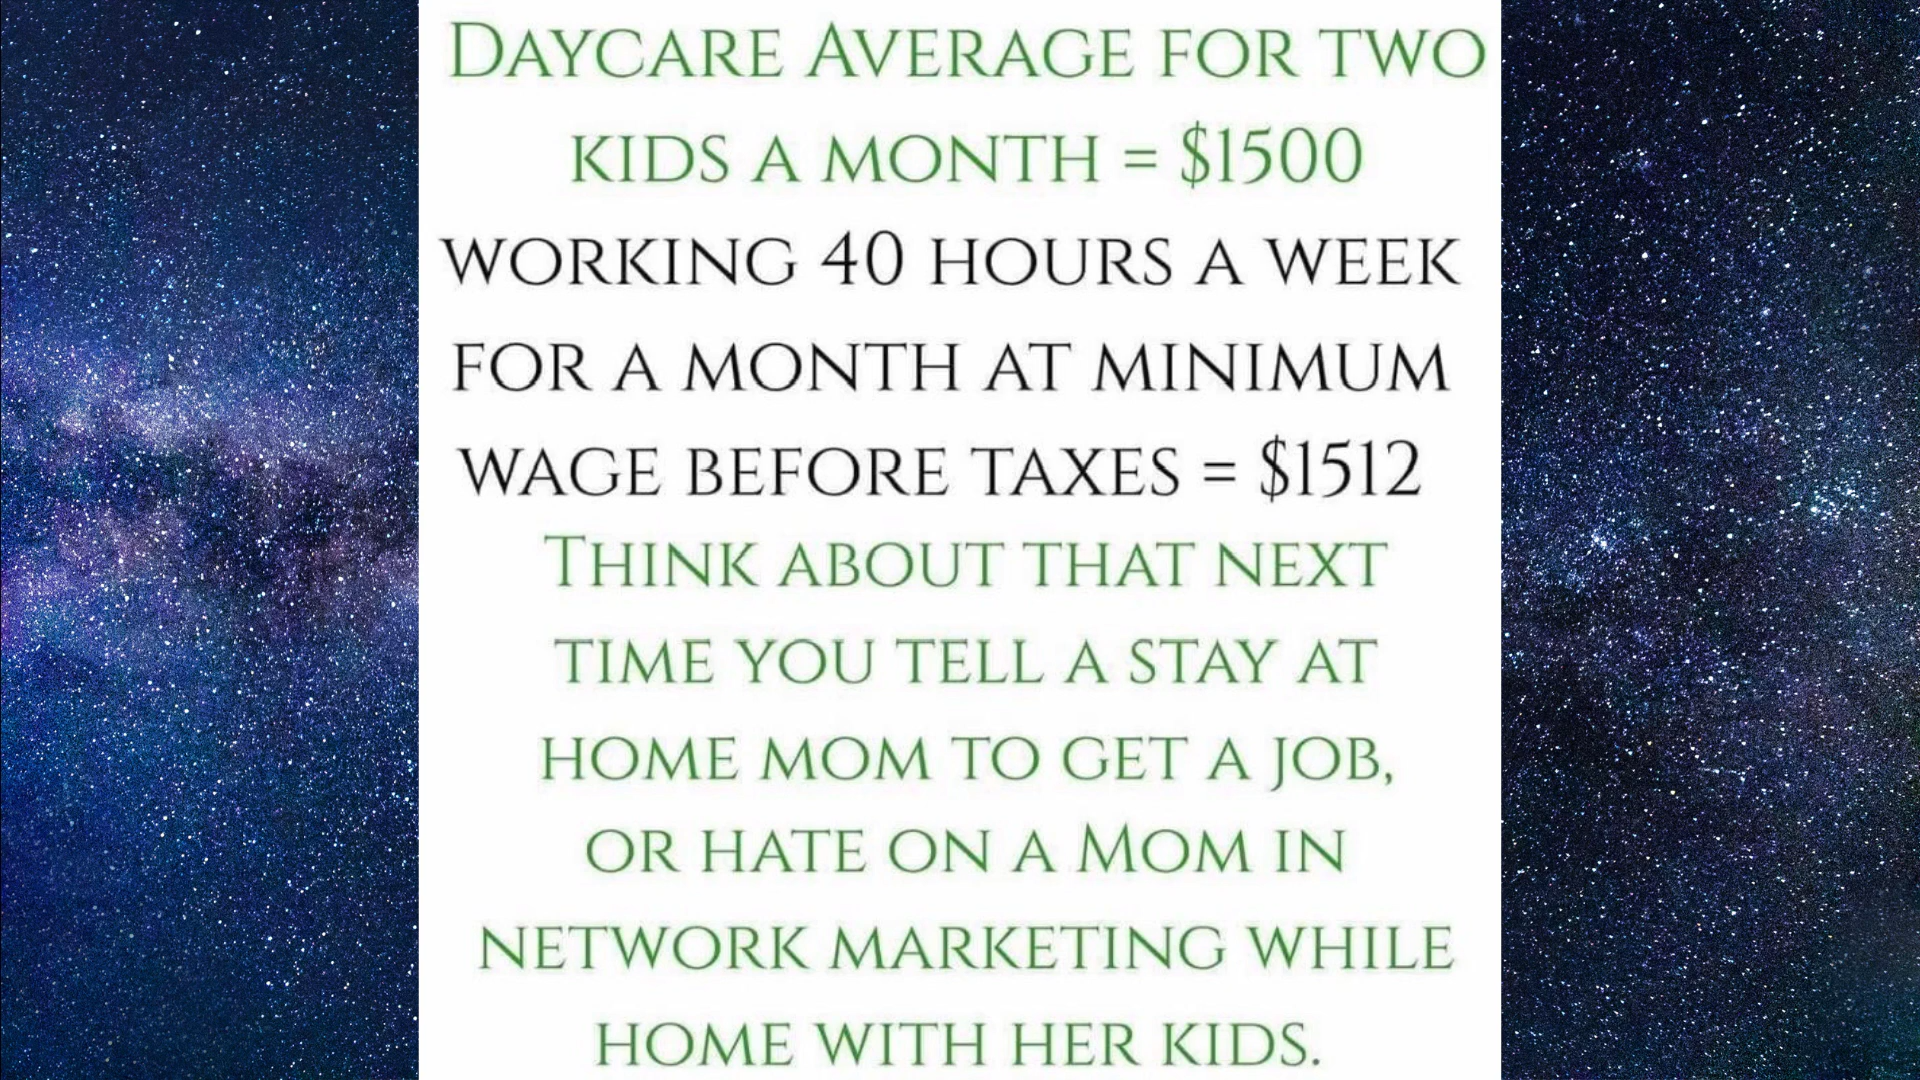 DAYCARE AVERAGE FOR TWO
KIDS A MONTH = $1500
WORKING 40 HOURS A WEEK
FOR A MONTH AT MINIMUM
WAGE BEFORE TAXES = $1512
THINK ABOUT THAT NEXT
TIME YOU TELL A STAY AT
HOME MOM TO GET A JOB,
OR HATE ON A MOM IN
NETWORK MARKETING WHILE
HOME WITH HER KIDS.